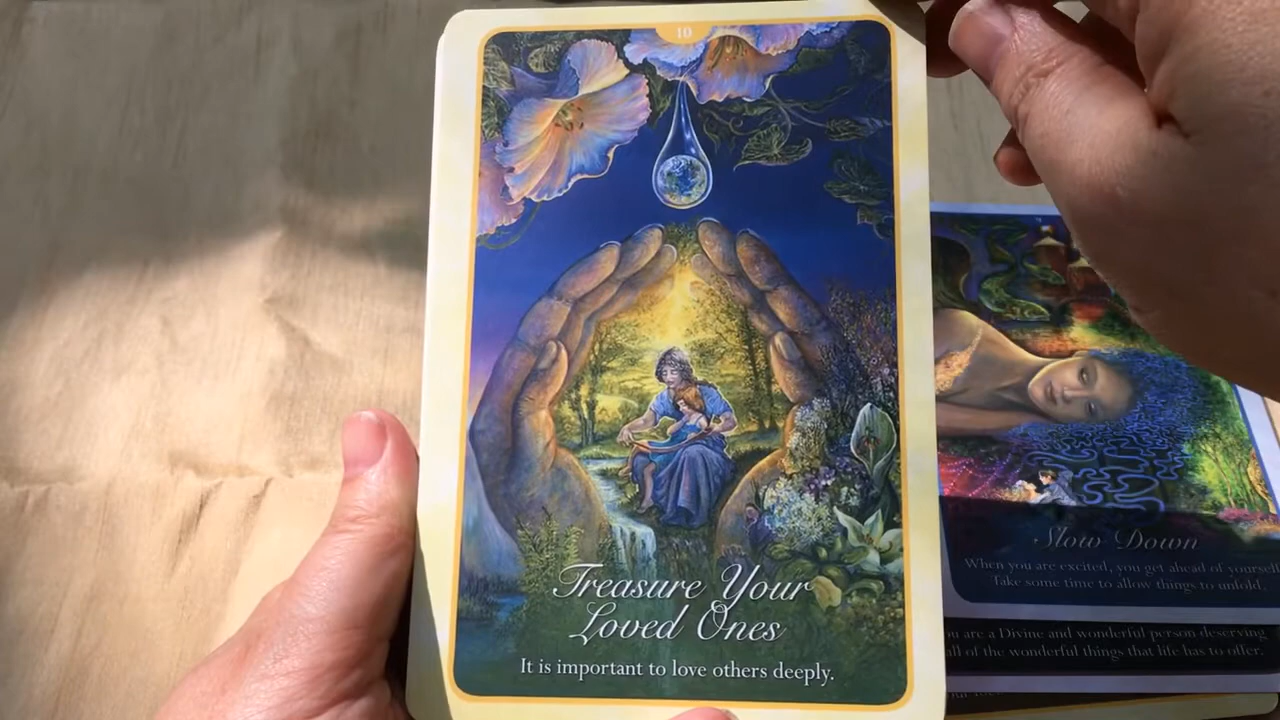 10
Treasure Your
Loved Ones
It is important to love others deeply.
Slow Down
When you are excited, you get ahead of yourself
Take some time to allow things to unfold.
u are a Divine and wonderful person deserving
all of the wonderful things that life has to offer.